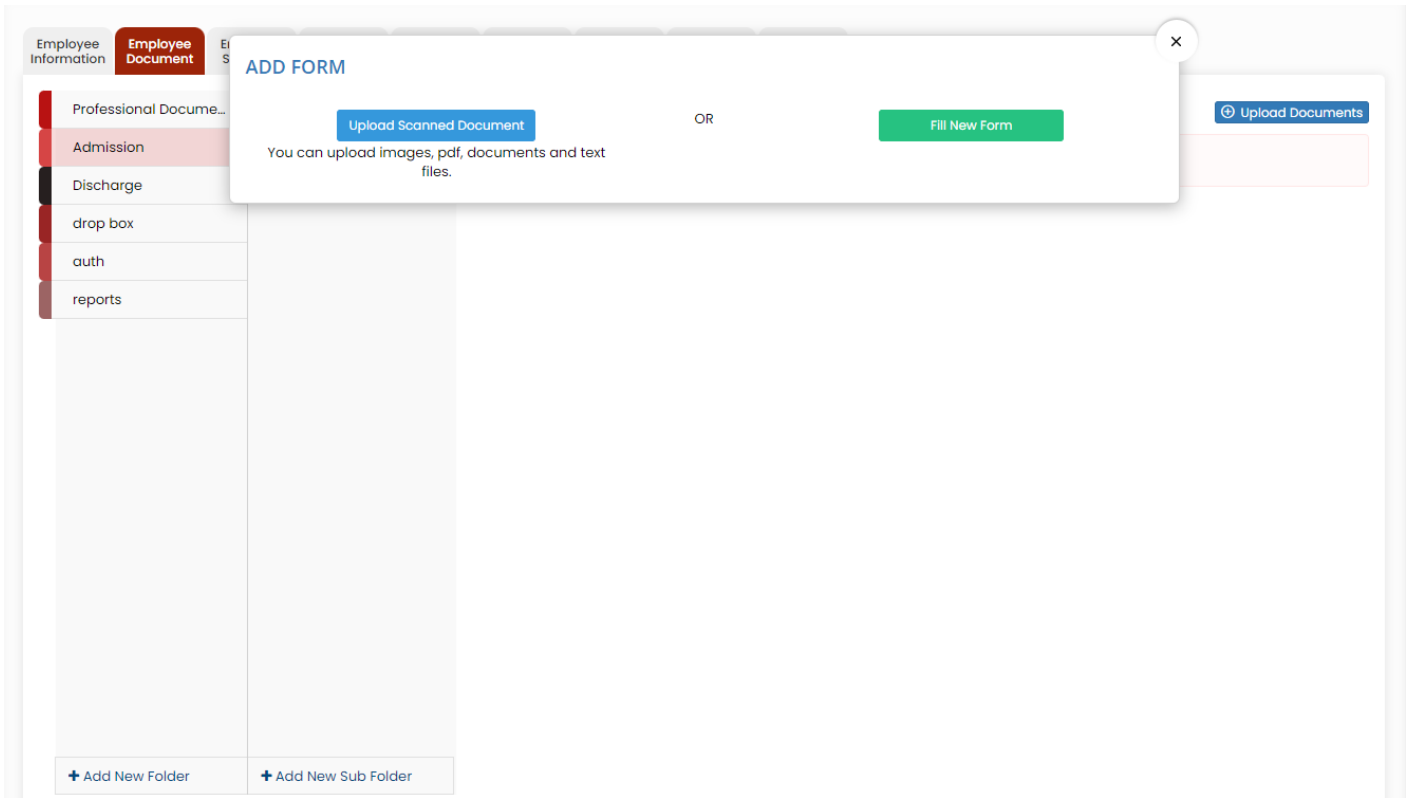 Employee
Information
Employee
Document
ADD FORM
Upload Scanned Document
You can upload images, pdf, documents and text
files.
OR
Fill New Form
Upload Documents
Professional Docume...
Admission
Discharge
drop box
auth
reports
Add New Folder
Add New Sub Folder